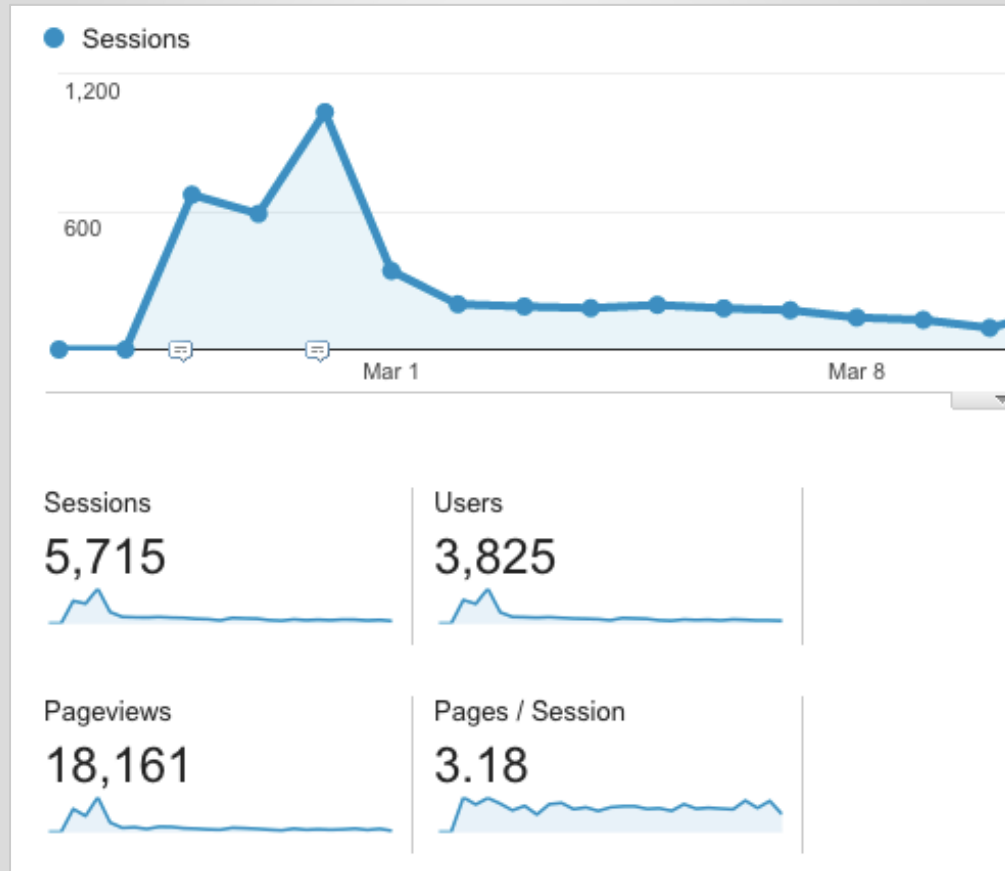 Sessions
1,200
600
Mar 1 Mar 8
Sessions Users
5,715 3,825
Pageviews Pages / Session
18,161 3.18